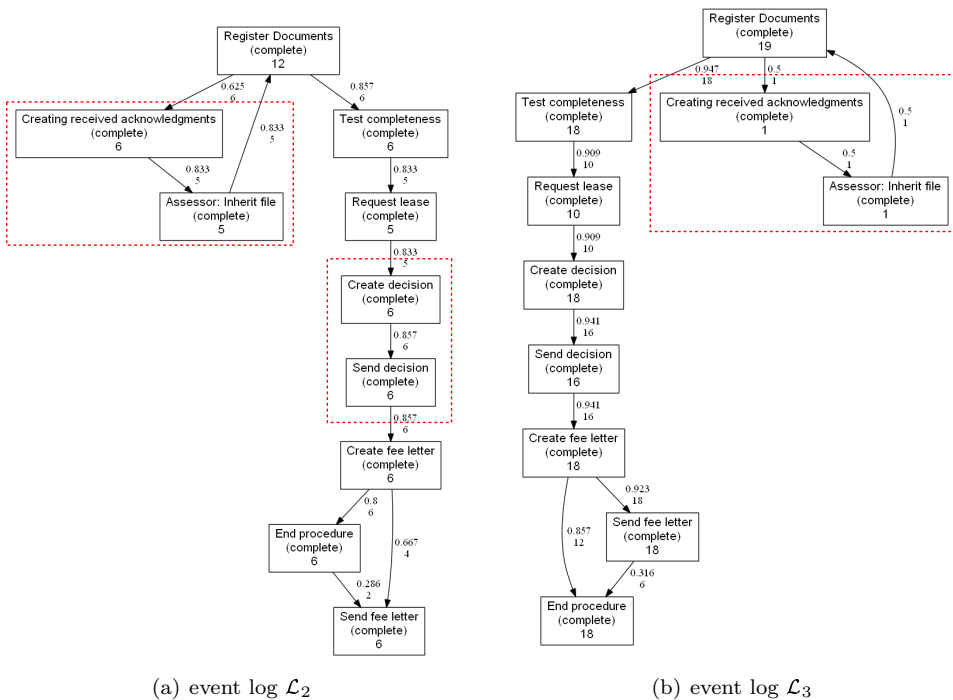 Register Documents
(complete)
12
0.625
6
0.857
6
Creating received acknowledgments
(complete)
6
0.833
5
Test completeness
(complete)
6
0.833
5
0.833
5
Assessor: Inherit file
(complete)
5
Request lease
(complete)
5
0.833
5
Create decision
(complete)
6
0.857
6
Send decision
(complete)
6
0.857
6
Create fee letter
(complete)
6
0.8
6
End procedure
(complete)
6
0.667
4
0.286
2
Send fee letter
(complete)
6
(a) event log L2
Register Documents
(complete)
19
0.947
18
0.5
1
Test completeness
(complete)
18
Creating received acknowledgments
(complete)
1
0.5
1
0.909
10
0.5
1
Request lease
(complete)
10
Assessor: Inherit file
(complete)
1
0.909
10
Create decision
(complete)
18
0.941
16
Send decision
(complete)
16
0.941
16
Create fee letter
(complete)
18
0.923
18
0.857
12
Send fee letter
(complete)
18
0.316
6
End procedure
(complete)
18
(b) event log L3